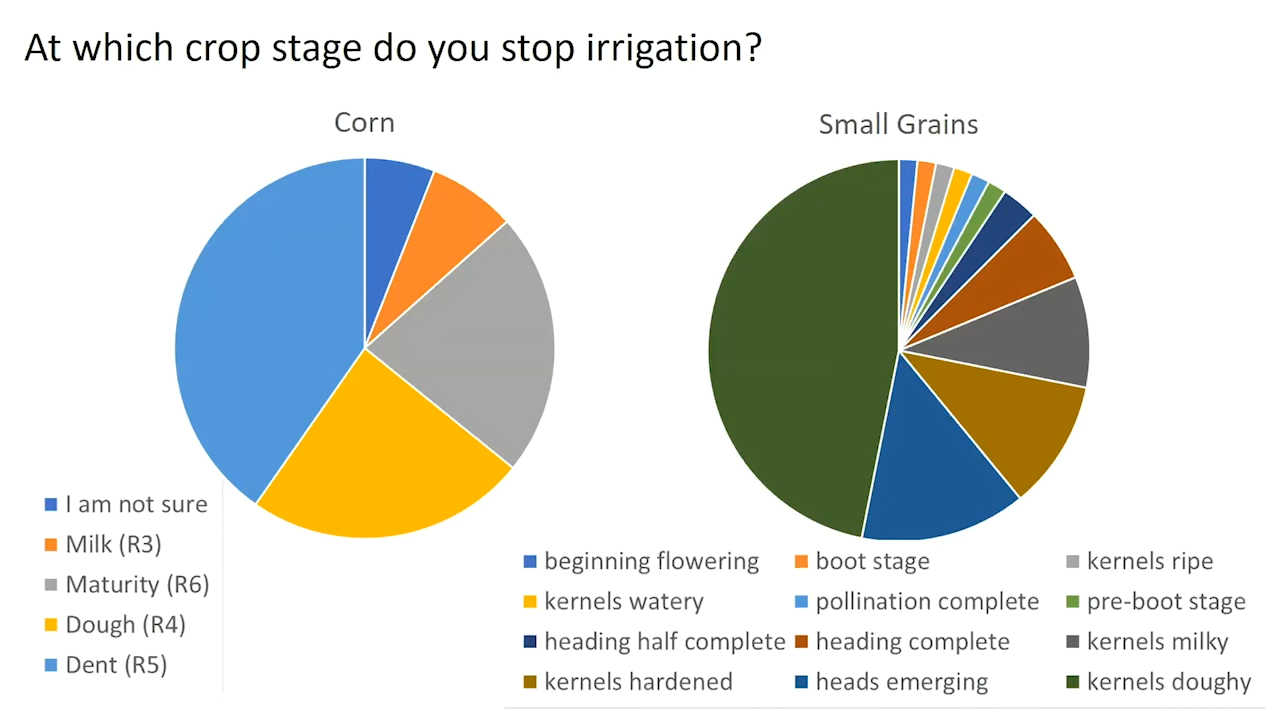 At which crop stage do you stop irrigation?
Corn
I am not sure
Milk (R3)
Maturity (R6)
Dough (R4)
Dent (R5)
Small Grains
beginning flowering boot stage kernels ripe
kernels watery pollination complete pre-boot stage
heading half complete heading complete kernels milky
kernels hardened heads emerging kernels doughy